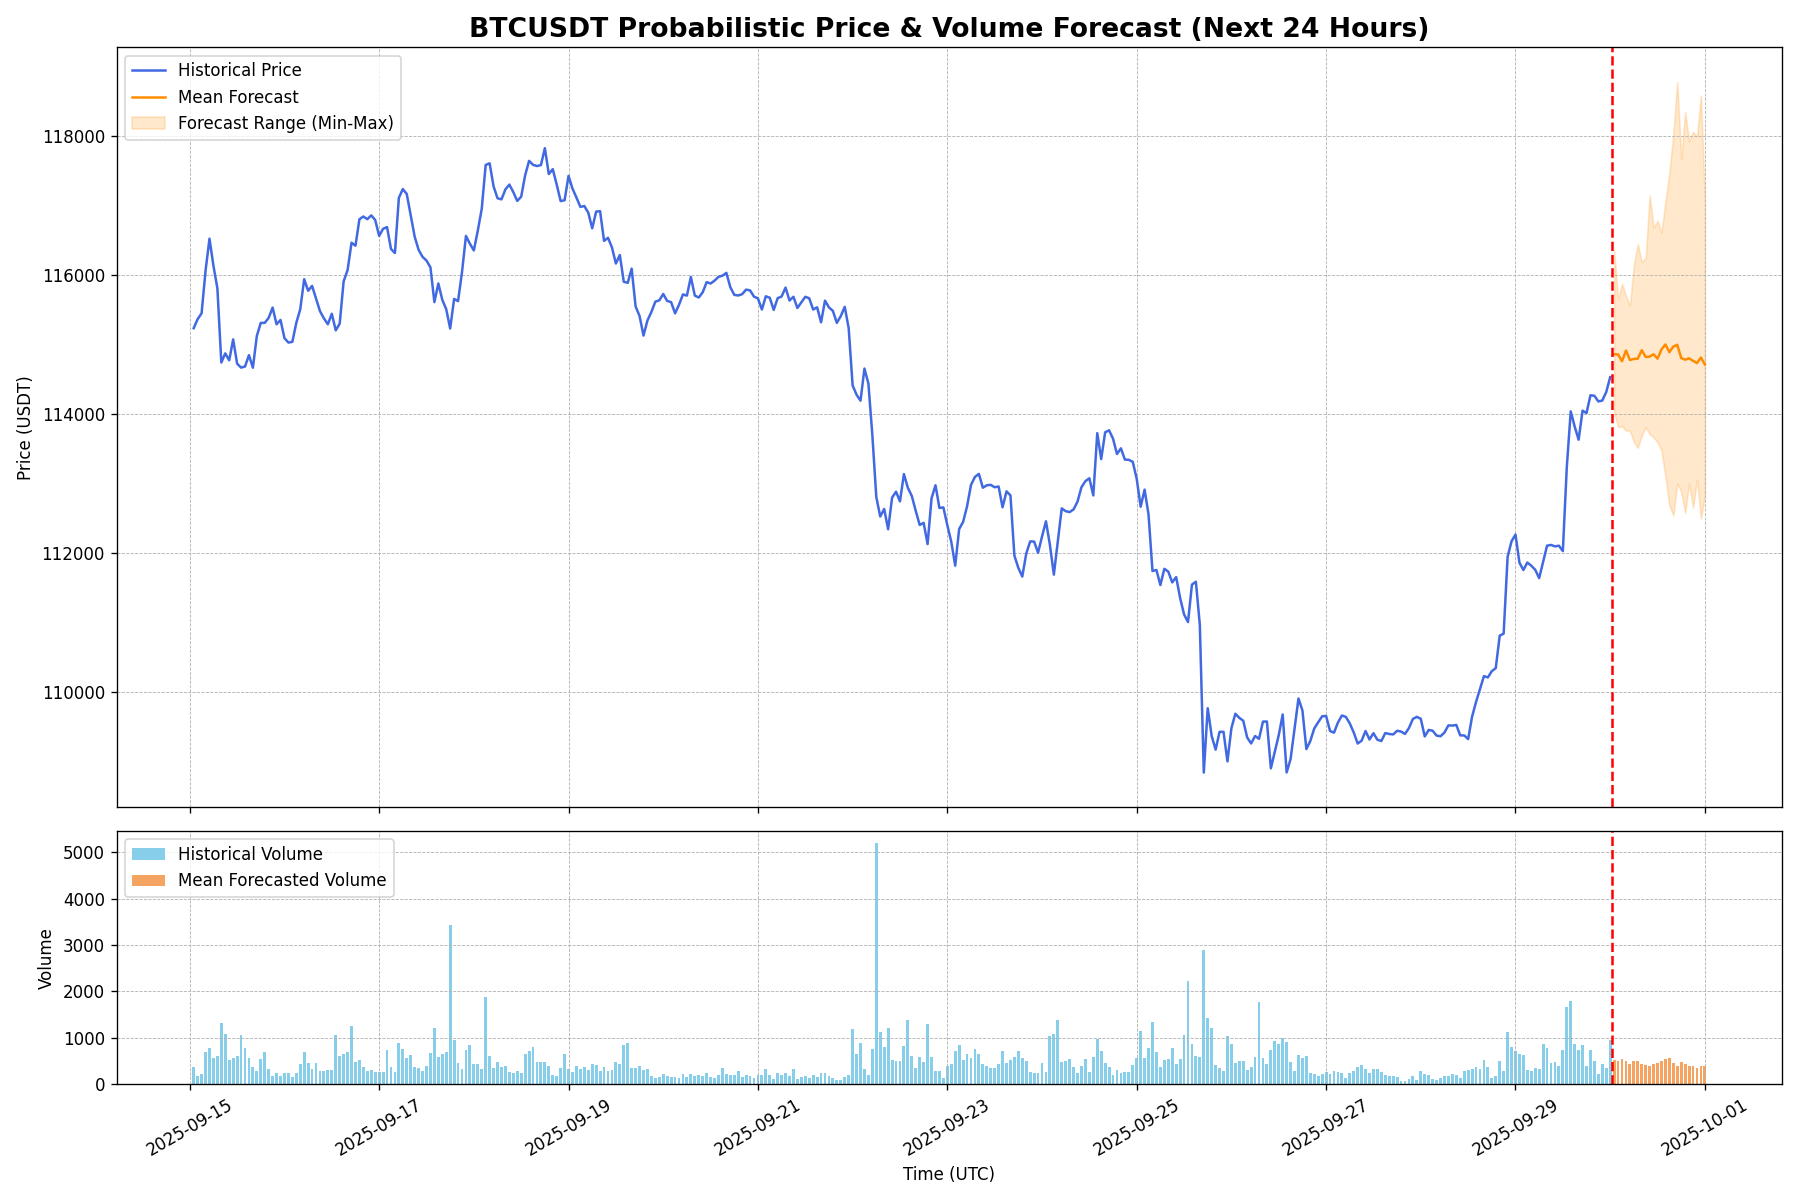 BTCUSDT Probabilistic Price & Volume Forecast (Next 24 Hours)
Historical Price
Mean Forecast
Forecast Range (Min-Max)
118000
116000
114000
112000
110000
Price (USDT)
Historical Volume
Mean Forecasted Volume
5000
4000
3000
2000
1000
0
Volume
2025-09-15
2025-09-17
2025-09-19
2025-09-21
2025-09-23
2025-09-25
2025-09-27
2025-09-29
2025-10-01
Time (UTC)